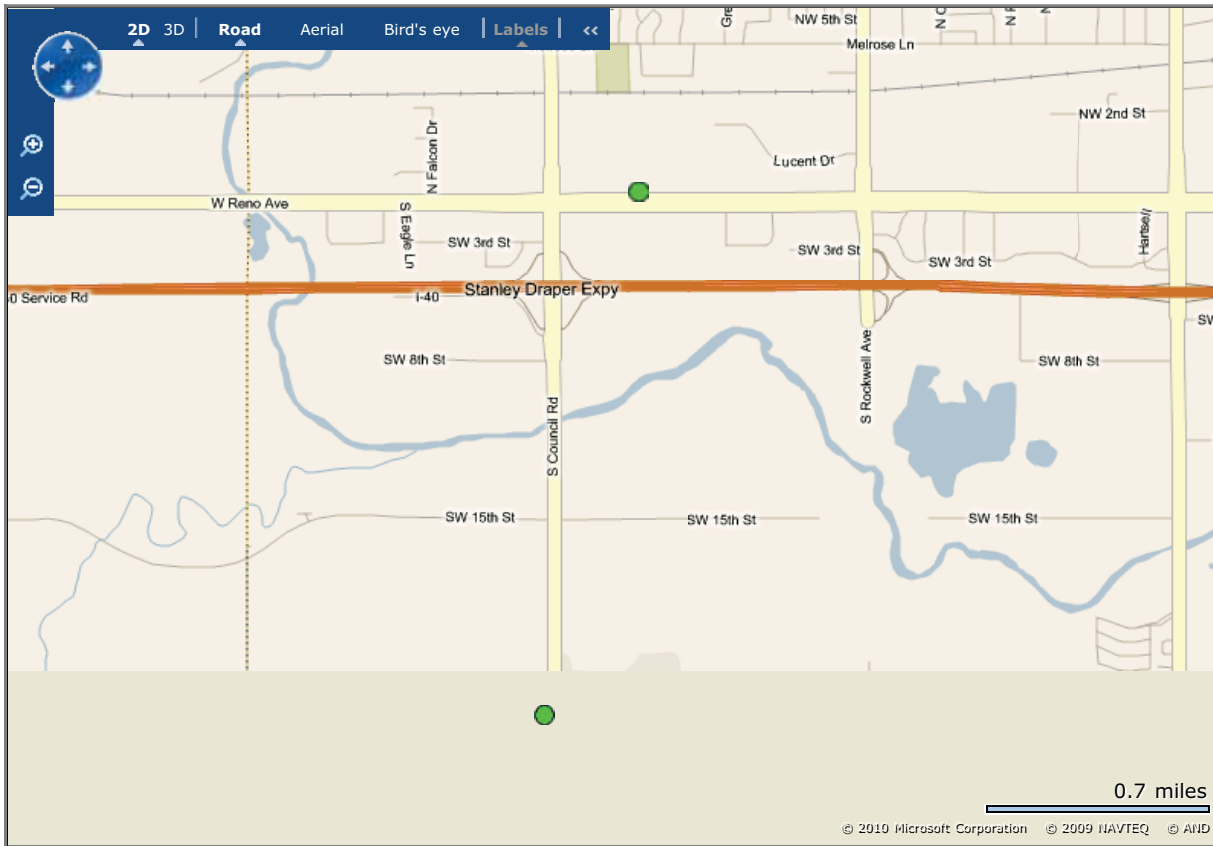 2D 3D Road Aerial Bird's eye Labels <<
NW 5th St
Melrose Ln
NW 2nd St
N Falcon Dr
Lucent Dr
W Reno Ave
S Eagle Ln
SW 3rd St
SW 3rd St
SW 3rd St
I-40
Stanley Draper Expy
0 Service Rd
SW
SW 8th St
SW 8th St
S Rockwell Ave
S Council Rd
SW 15th St
SW 15th St
SW 15th St
0.7 miles
© 2010 Microsoft Corporation © 2009 NAVTEQ © AND